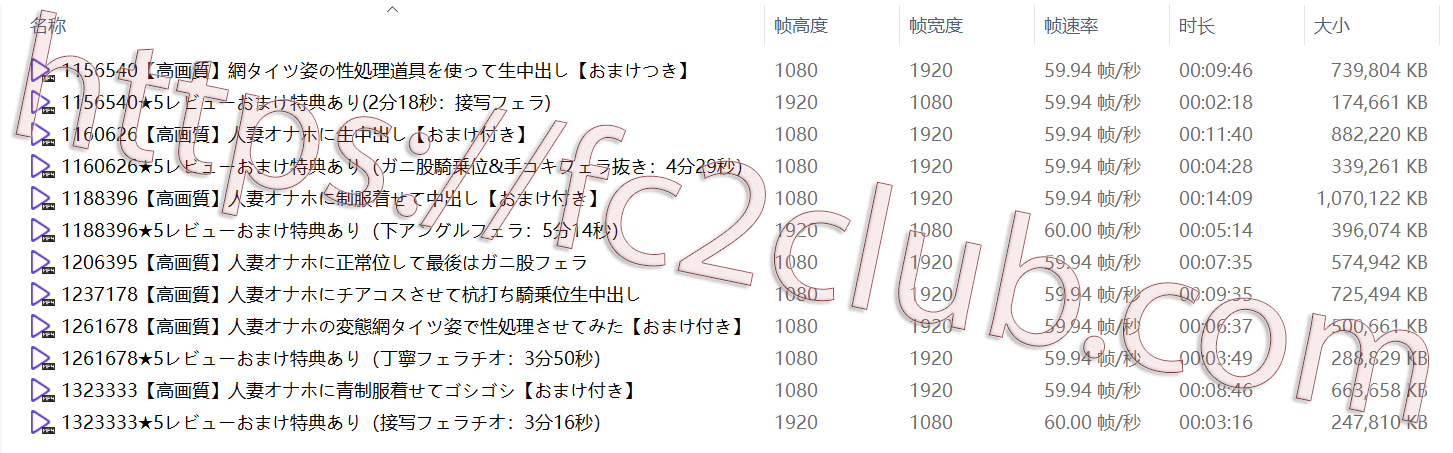 名称 帧高度 帧宽度 帧速率 时长 大小
1156540【高画質】網タイツ姿の性処理道具を使って生中出し【おまけつき】 1080 1920 59.94 帧/秒 00:09:46 739,804 KB
1156540★5レビューおまけ特典あり(2分18秒：接写フェラ) 1920 1080 59.94 帧/秒 00:02:18 174,661 KB
1160626【高画質】人妻オナホに生中出し【おまけ付き】 1080 1920 59.94 帧/秒 00:11:40 882,220 KB
1160626★5レビューおまけ特典あり（ガニ股騎乗位&手コキフェラ抜き：4分29秒） 1080 1920 59.94 帧/秒 00:04:28 339,261 KB
1188396【高画質】人妻オナホに制服着せて中出し【おまけ付き】 1080 1920 59.94 帧/秒 00:14:09 1,070,122 KB
1188396★5レビューおまけ特典あり（下アングルフェラ：5分14秒） 1920 1080 60.00 帧/秒 00:05:14 396,074 KB
1206395【高画質】人妻オナホに正常位して最後はガニ股フェラ 1080 1920 59.94 帧/秒 00:07:35 574,942 KB
1237178【高画質】人妻オナホにチアコスさせて杭打ち騎乗位生中出し 1080 1920 59.94 帧/秒 00:09:35 725,494 KB
1261678【高画質】人妻オナホの変態網タイツ姿で性処理させてみた【おまけ付き】 1080 1920 59.94 帧/秒 00:06:37 500,661 KB
1261678★5レビューおまけ特典あり（丁寧フェラチオ：3分50秒） 1080 1920 59.94 帧/秒 00:03:49 288,829 KB
1323333【高画質】人妻オナホに青制服着せてゴシゴシ【おまけ付き】 1080 1920 59.94 帧/秒 00:08:46 663,658 KB
1323333★5レビューおまけ特典あり（接写フェラチオ：3分16秒） 1920 1080 60.00 帧/秒 00:03:16 247,810 KB
https://fc2club.com